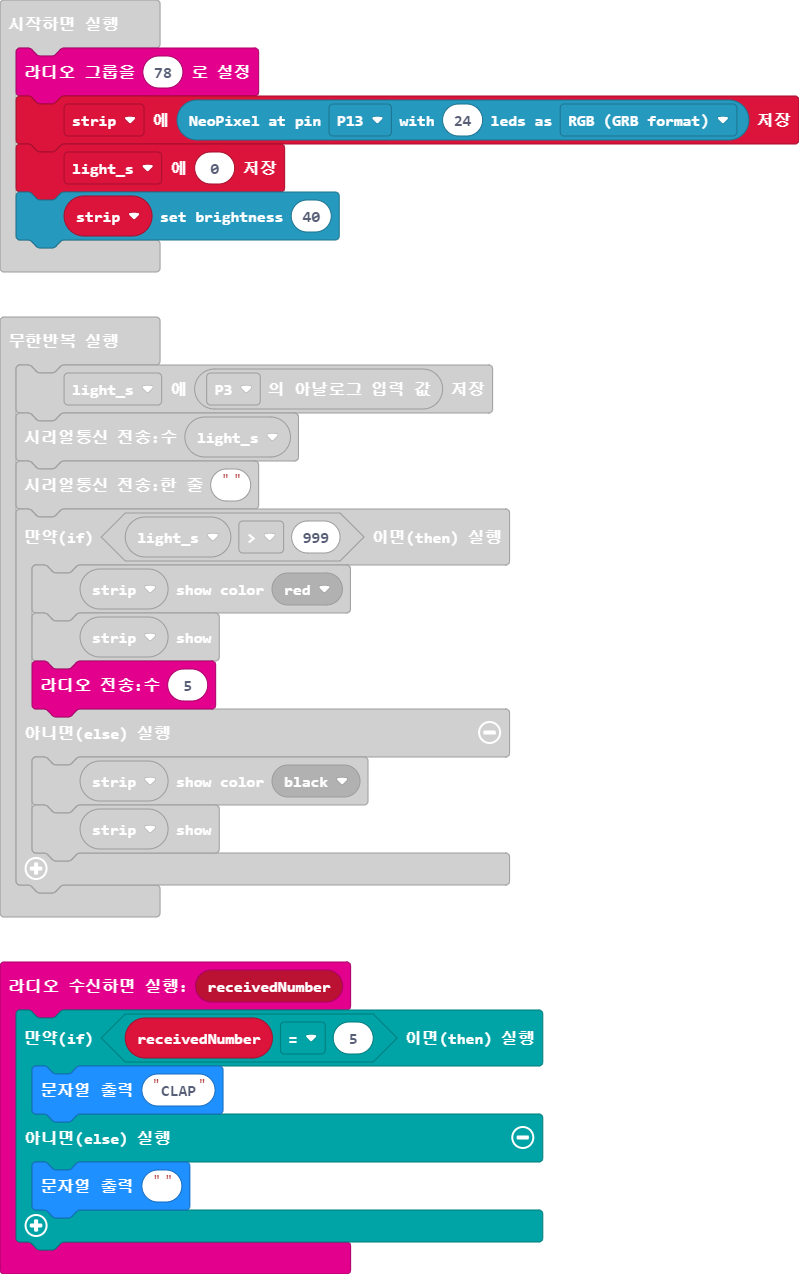 시작하면 실행
라디오 그룹을 78 로 설정
strip 에 NeoPixel at pin P13 with 24 leds as RGB (GRB format) 저장
light_s 에 0 저장
strip set brightness 40
무한반복 실행
light_s 에 P3 의 아날로그 입력 값 저장
시리얼통신 전송:수 light_s
시리얼통신 전송:한 줄 " "
만약(if) light_s > 999 이면(then) 실행
strip show color red
strip show
라디오 전송:수 5
아니면(else) 실행
strip show color black
strip show
라디오 수신하면 실행: receivedNumber
만약(if) receivedNumber = 5 이면(then) 실행
문자열 출력 "CLAP"
아니면(else) 실행
문자열 출력 " "